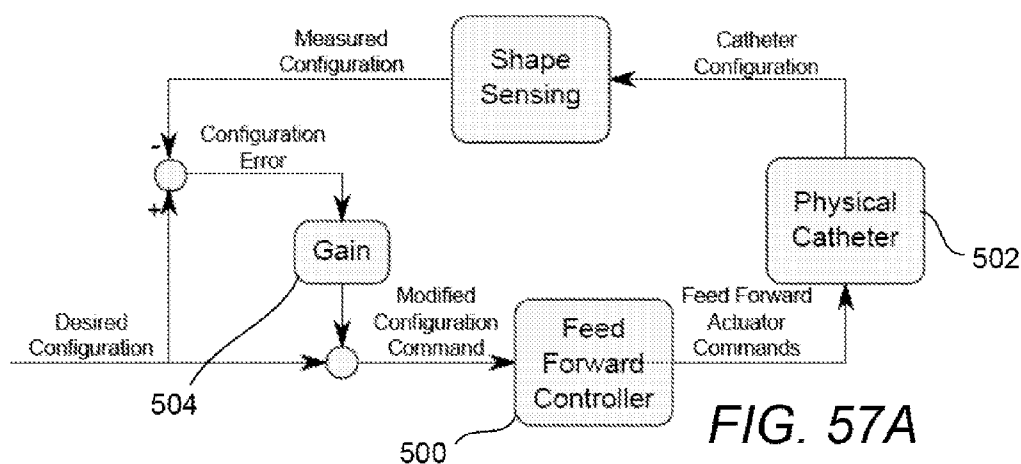 Measured
Configuration
Shape
Sensing
Catheter
Configuration
-
Configuration
Error
+
Physical
Catheter
502
Gain
Desired
Configuration
504
Modified
Configuration
Command
Feed
Forward
Controller
500
Feed Forward
Actuator
Commands
FIG. 57A